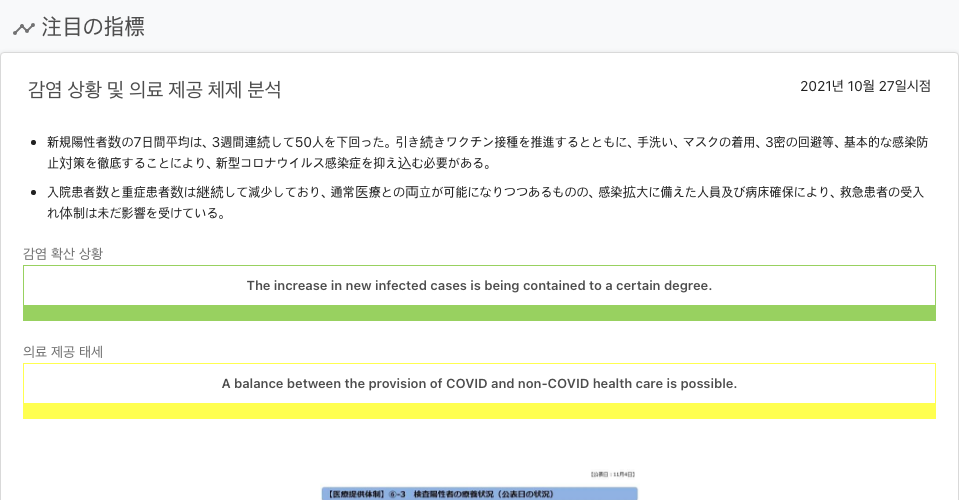 注目の指標
감염 상황 및 의료 제공 체제 분석
2021년 10월 27일시점
新規陽性者数の7日間平均は、3週間連続して50人を下回った。引き続きワクチン接種を推進するとともに、手洗い、マスクの着用、3密の回避等、基本的な感染防
止対策を徹底することにより、新型コロナウイルス感染症を抑え込む必要がある。
入院患者数と重症患者数は継続して減少しており、通常医療との両立が可能になりつつあるものの、感染拡大に備えた人員及び病床確保により、救急患者の受入
れ体制は未だ影響を受けている。
감염 확산 상황
The increase in new infected cases is being contained to a certain degree.
의료 제공 태세
A balance between the provision of COVID and non-COVID health care is possible.
【公表日：11月4日】
【医療提供体制】⑥-3 検査陽性者の療養状況（公表日の状況）